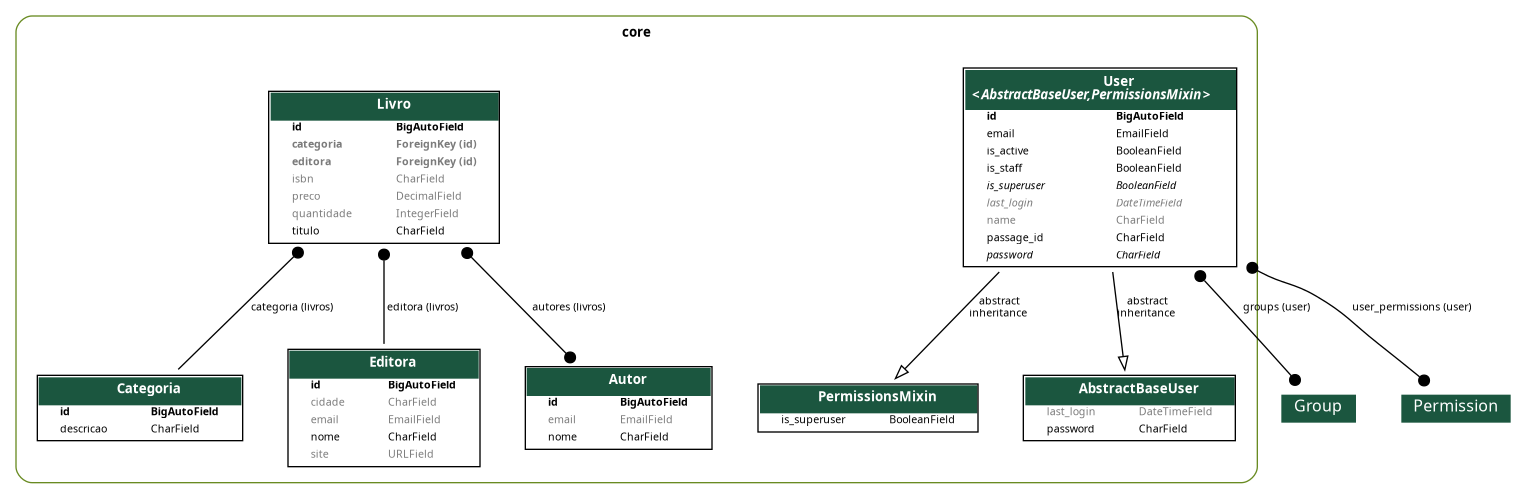 core
Livro
id BigAutoField
categoria ForeignKey (id)
editora ForeignKey (id)
isbn CharField
preco DecimalField
quantidade IntegerField
titulo CharField
User
<AbstractBaseUser,PermissionsMixin>
id BigAutoField
email EmailField
is_active BooleanField
is_staff BooleanField
is_superuser BooleanField
last_login DateTimeField
name CharField
passage_id CharField
password CharField
categoria (livros)
editora (livros)
autores (livros)
abstract
inheritance
abstract
inheritance
groups (user)
user_permissions (user)
Categoria
id BigAutoField
descricao CharField
Editora
id BigAutoField
cidade CharField
email EmailField
nome CharField
site URLField
Autor
id BigAutoField
email EmailField
nome CharField
PermissionsMixin
is_superuser BooleanField
AbstractBaseUser
last_login DateTimeField
password CharField
Group
Permission